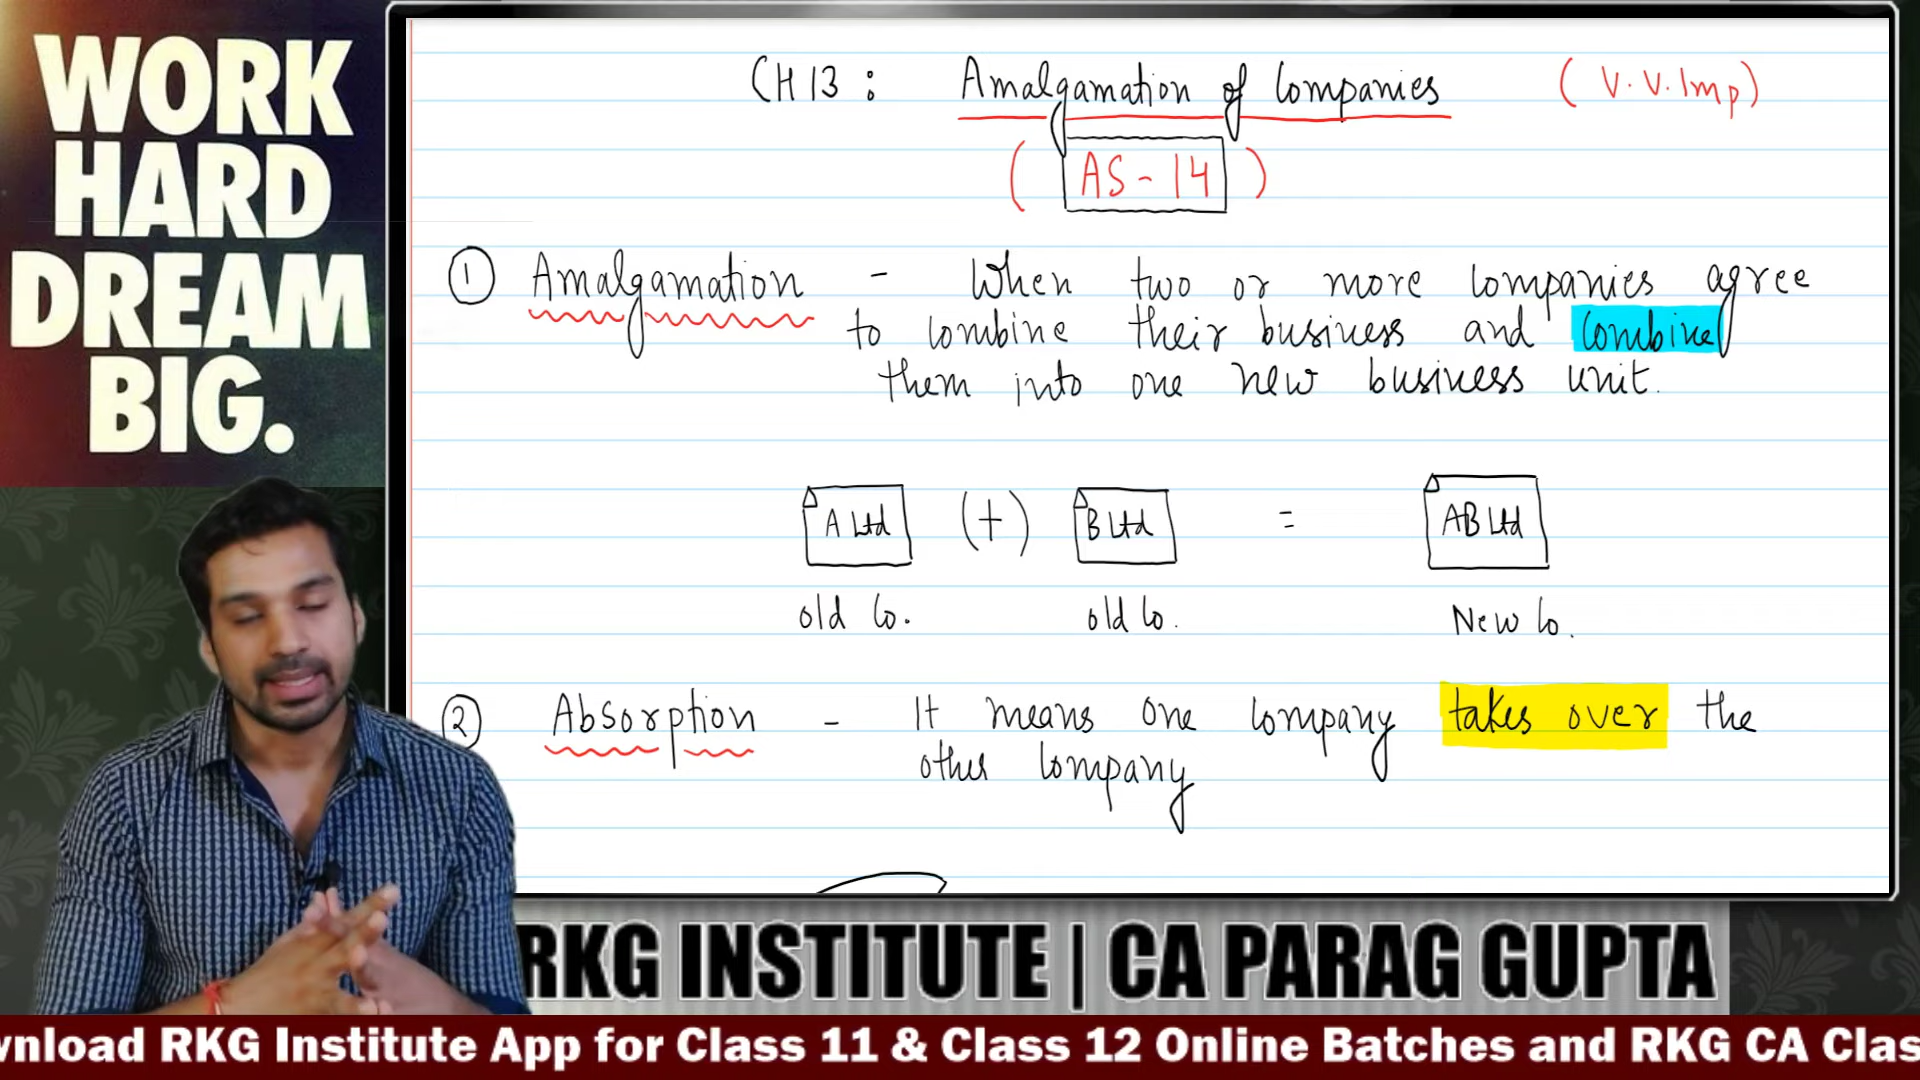 WORK
HARD
DREAM
BIG.
CH 13 : Amalgamation of Companies (V.V.Imp)
( AS - 14 )
① Amalgamation - When two or more companies agree
to combine their business and combine
them into one new business unit.
A Ltd (+) B Ltd = AB Ltd
old Co. old Co. New Co.
② Absorption - It means one company takes over the
other company
RKG INSTITUTE | CA PARAG GUPTA
wnload RKG Institute App for Class 11 & Class 12 Online Batches and RKG CA Clas